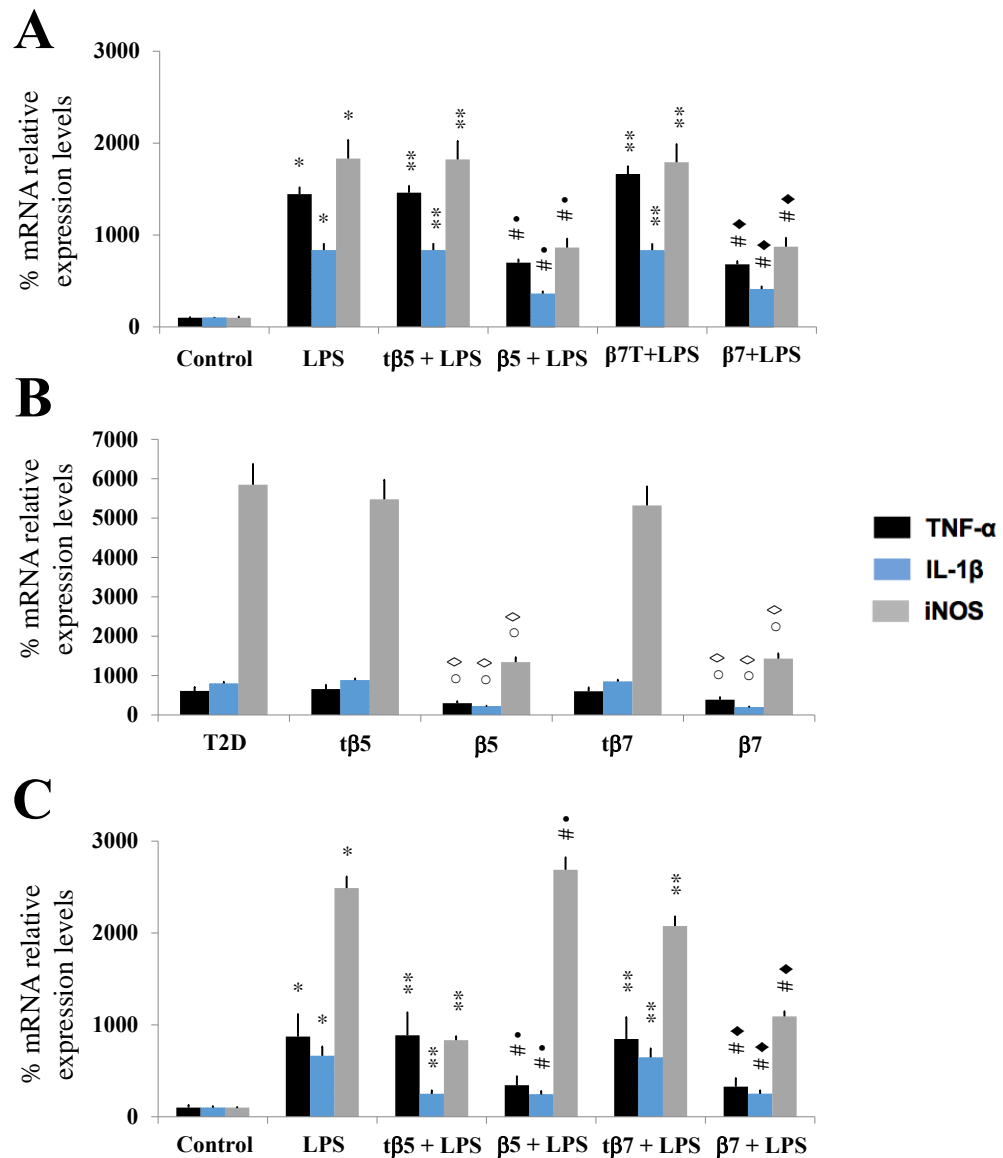 A
% mRNA relative
expression levels
3000
2000
1000
0
* * * ** ** ** • # • # • # ** ** ** ◆ # ◆ # ◆ #
Control LPS tβ5 + LPS β5 + LPS β7T+LPS β7+LPS
B
% mRNA relative
expression levels
7000
6000
5000
4000
3000
2000
1000
0
◇ ○ ◇ ○ ◇ ○ ◇ ○ ◇ ○ ◇ ○
T2D tβ5 β5 tβ7 β7
TNF-α
IL-1β
iNOS
C
% mRNA relative
expression levels
3000
2000
1000
0
* * * ** ** ** • # • # • # ** ** ** ◆ # ◆ # ◆ #
Control LPS tβ5 + LPS β5 + LPS tβ7 + LPS β7 + LPS